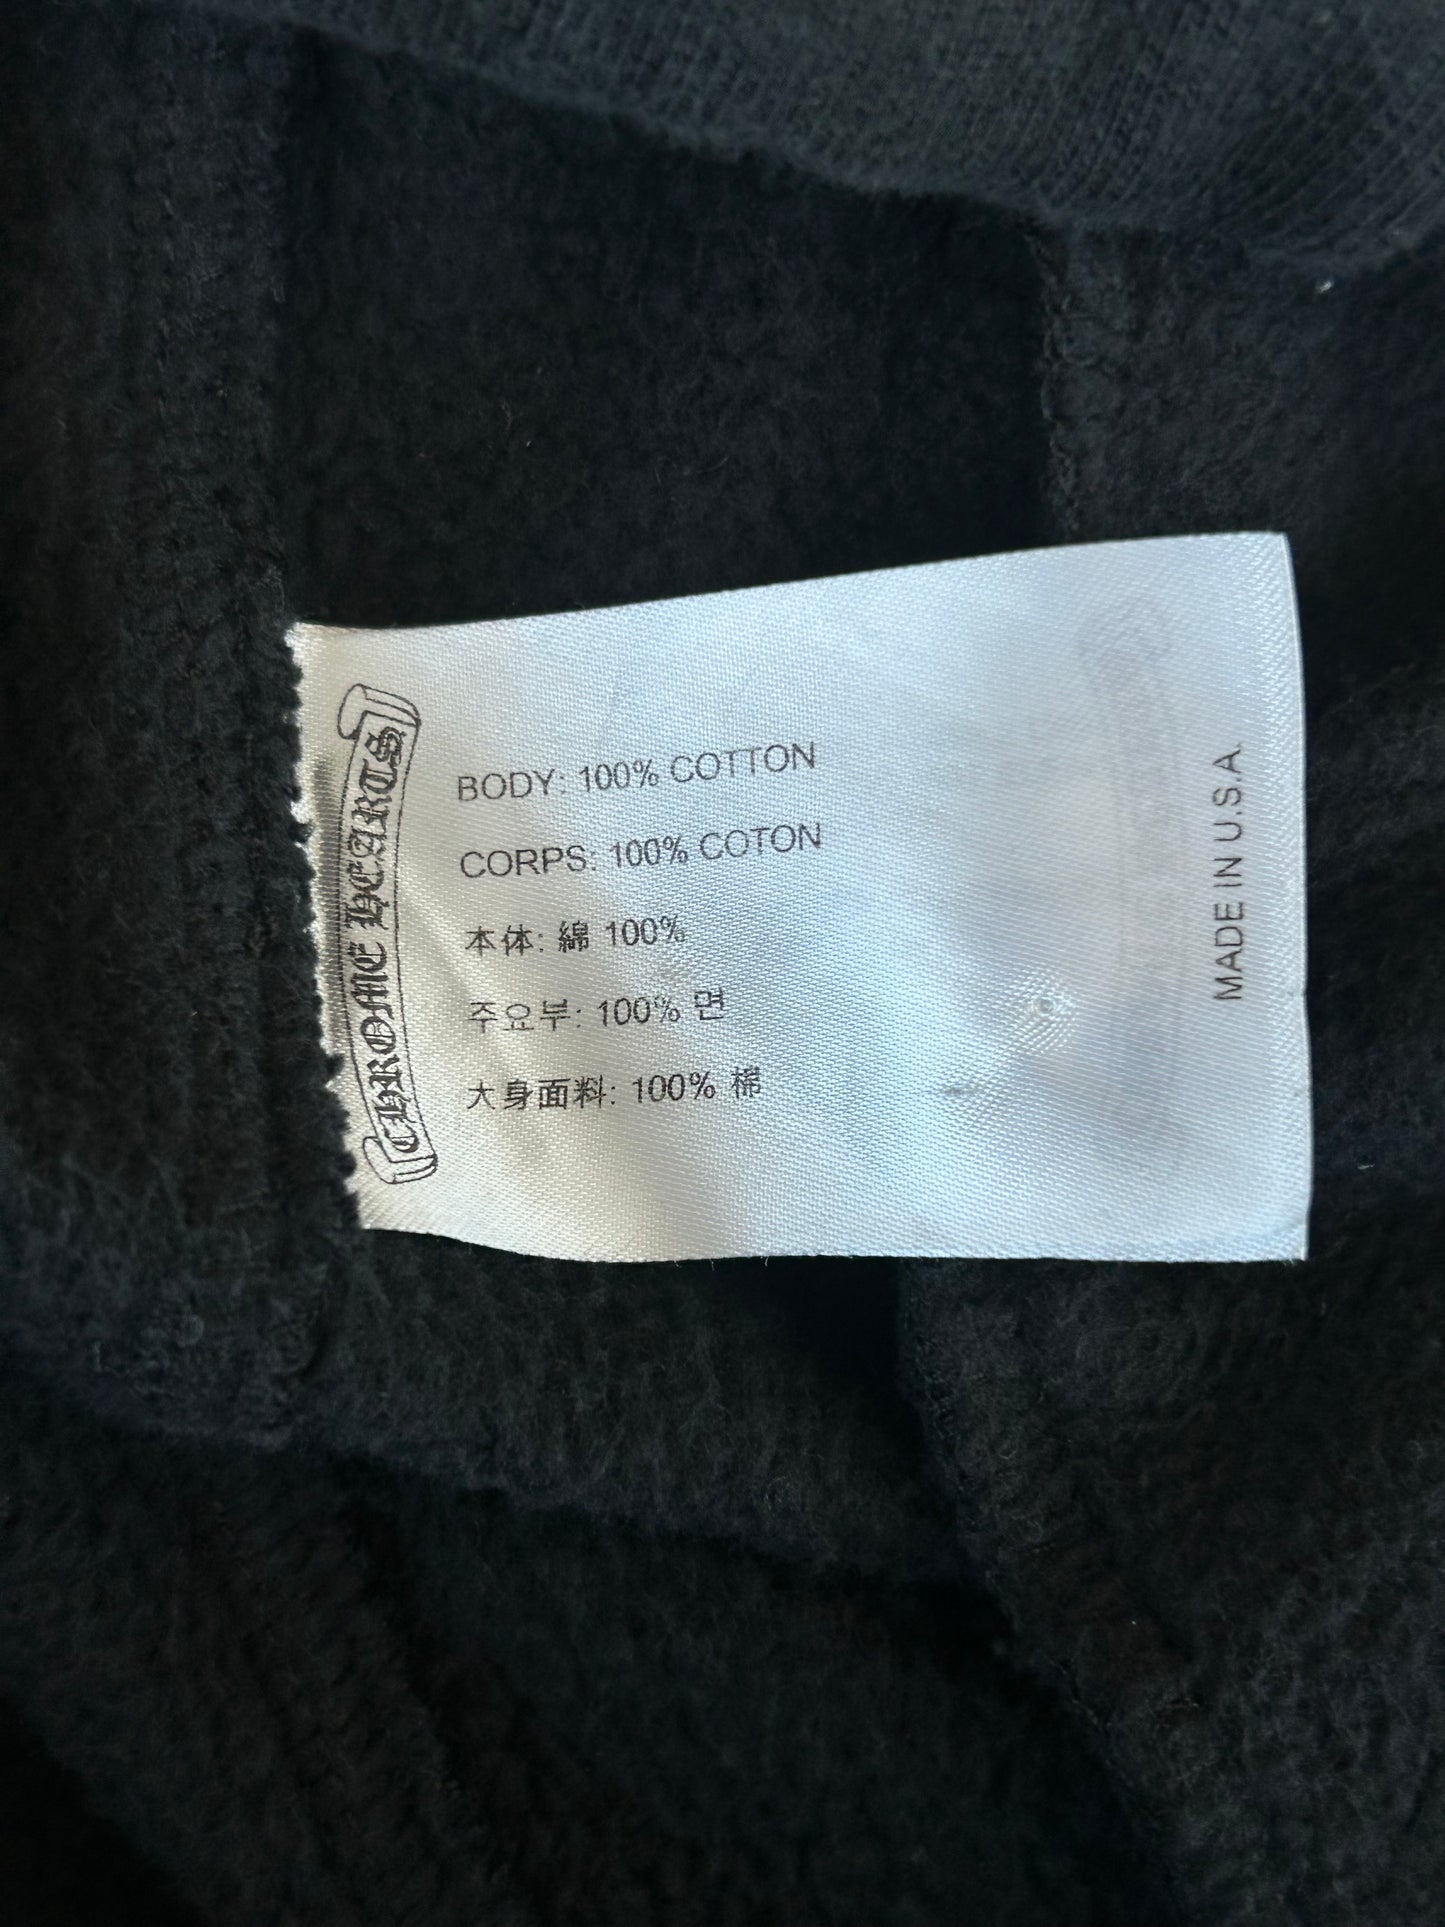 CHROME HEARTS
BODY: 100% COTTON
CORPS: 100% COTON
本体: 綿 100%
주요부: 100% 면
大身面料: 100% 棉
MADE IN U.S.A.